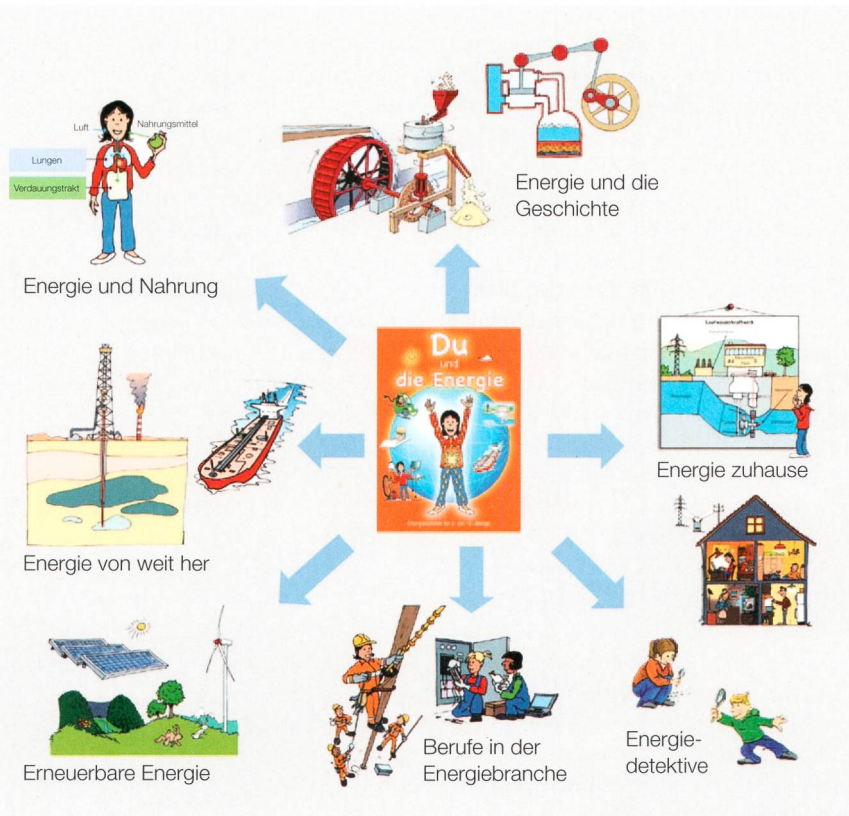 Luft
Nahrungsmittel
Lungen
Verdauungstrakt
Energie und Nahrung
Energie und die
Geschichte
Du
und
die Energie
Energie zuhause
Energie von weit her
Erneuerbare Energie
Berufe in der
Energiebranche
Energie-
detektive